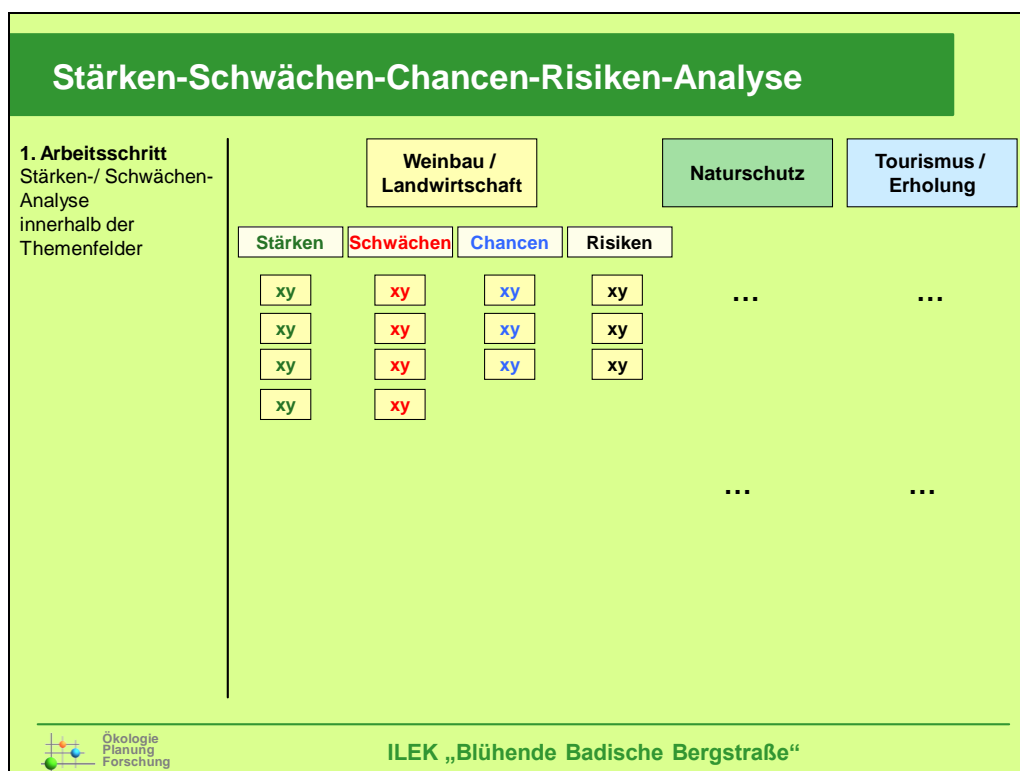 Stärken-Schwächen-Chancen-Risiken-Analyse
1. Arbeitsschritt
Stärken-/ Schwächen-
Analyse
innerhalb der
Themenfelder
Weinbau /
Landwirtschaft
Naturschutz
Tourismus /
Erholung
Stärken Schwächen Chancen Risiken
xy xy xy xy ... ...
xy xy xy xy
xy xy xy xy
xy xy
... ...
Ökologie
Planung
Forschung
ILEK „Blühende Badische Bergstraße“